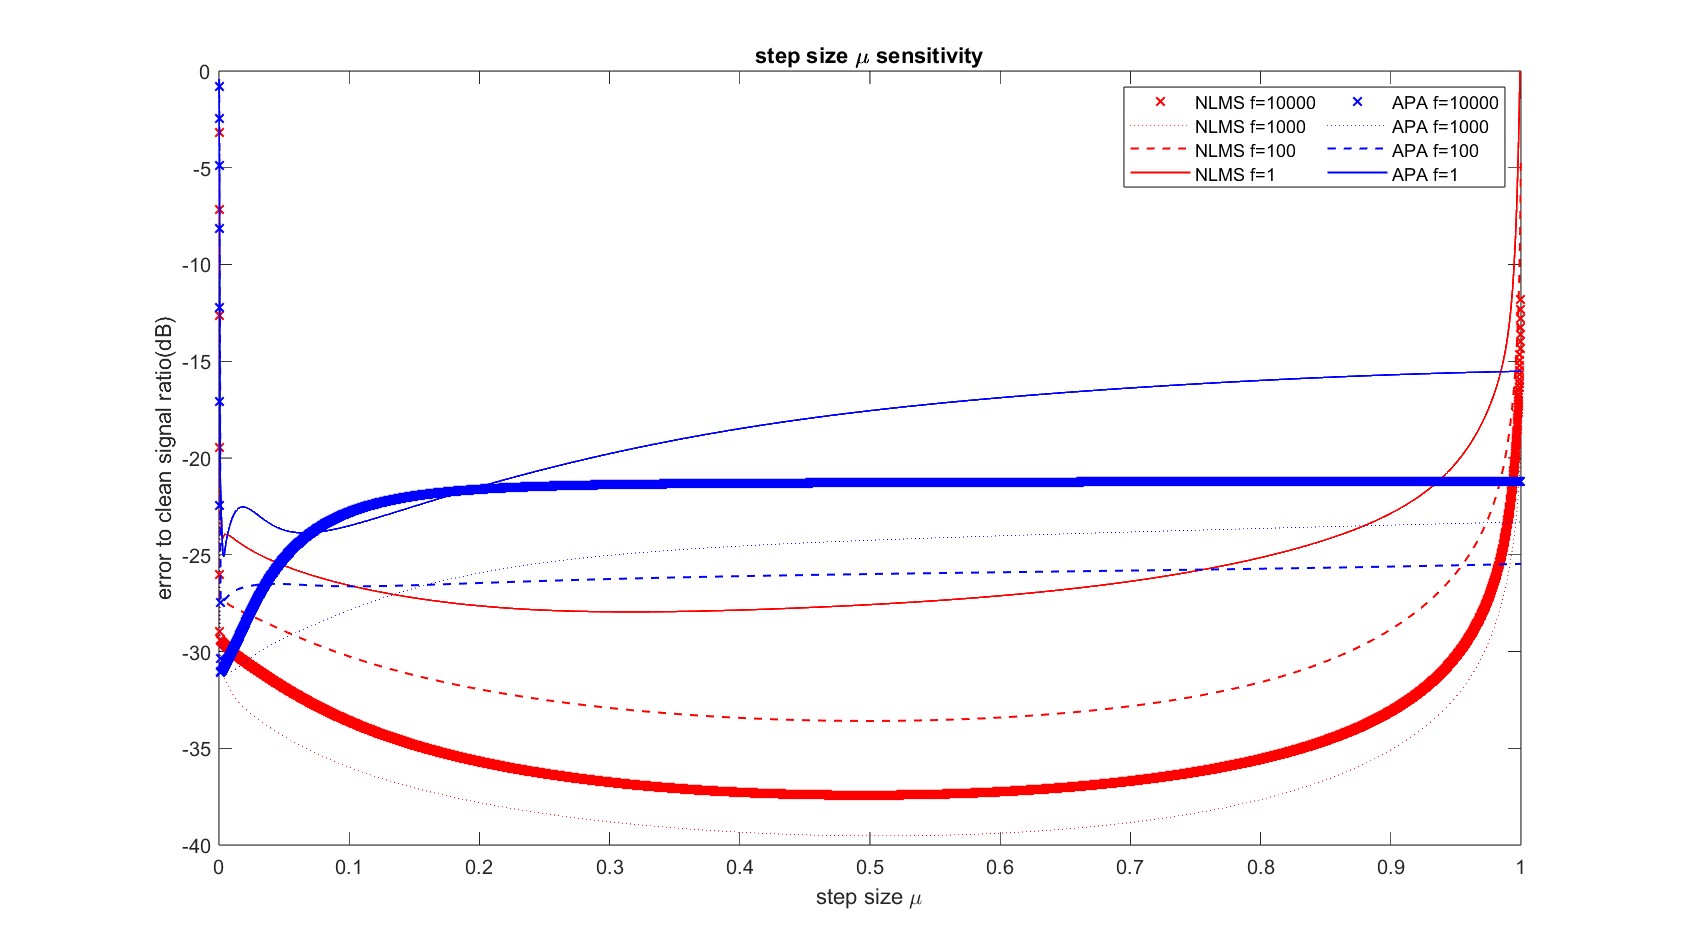 step size μ sensitivity
0
-5
-10
-15
-20
-25
-30
-35
-40
error to clean signal ratio(dB)
NLMS f=10000 APA f=10000
NLMS f=1000 APA f=1000
NLMS f=100 APA f=100
NLMS f=1 APA f=1
0 0.1 0.2 0.3 0.4 0.5 0.6 0.7 0.8 0.9 1
step size μ